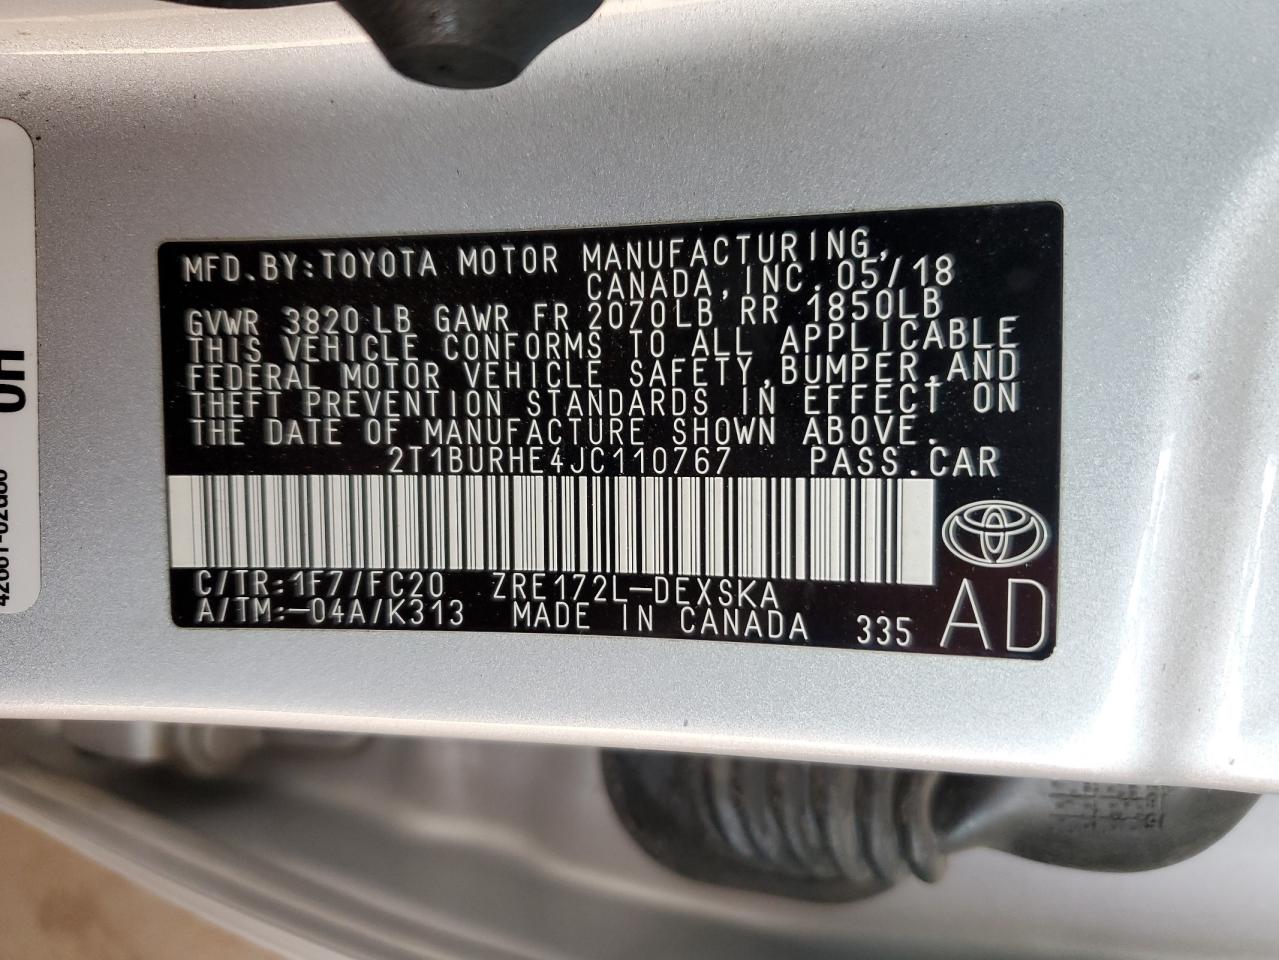 MFD.BY:TOYOTA MOTOR MANUFACTURING,
CANADA,INC. 05/18
GVWR 3820 LB GAWR FR 2070LB RR 1850LB
THIS VEHICLE CONFORMS TO ALL APPLICABLE
FEDERAL MOTOR VEHICLE SAFETY,BUMPER,AND
THEFT PREVENTION STANDARDS IN EFFECT ON
THE DATE OF MANUFACTURE SHOWN ABOVE.
2T1BURHE4JC110767 PASS.CAR
C/TR:1F7/FC20 ZRE172L-DEXSKA
A/TM:-04A/K313 MADE IN CANADA 335 AD